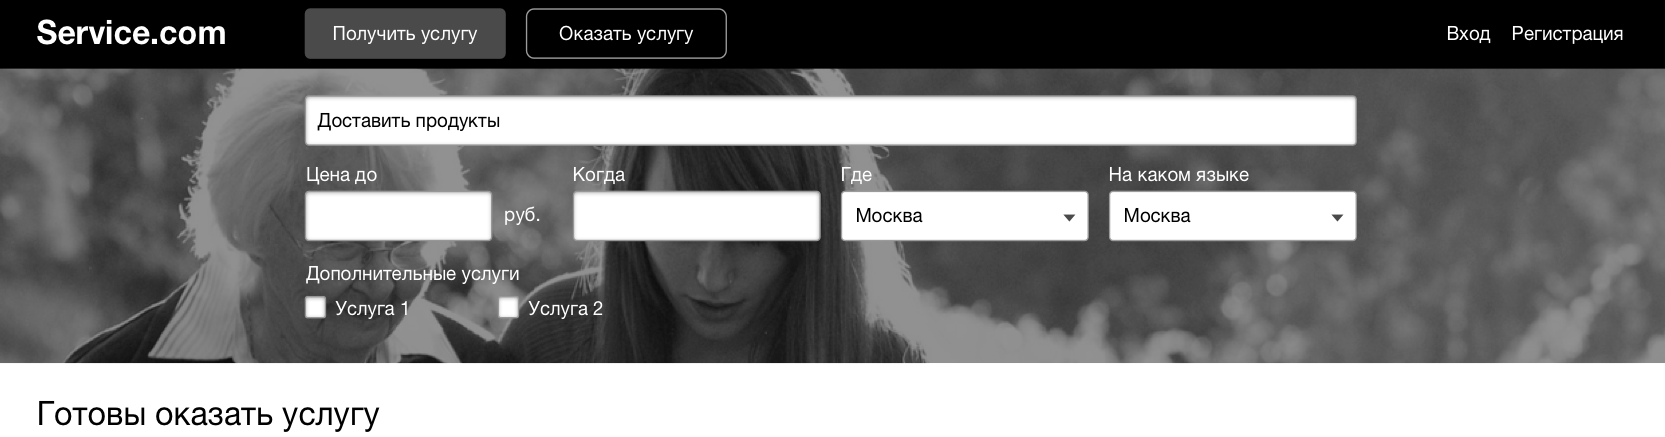 Service.com Получить услугу Оказать услугу Вход Регистрация
Доставить продукты
Цена до Когда Где На каком языке
руб. Москва Москва
Дополнительные услуги
Услуга 1 Услуга 2
Готовы оказать услугу